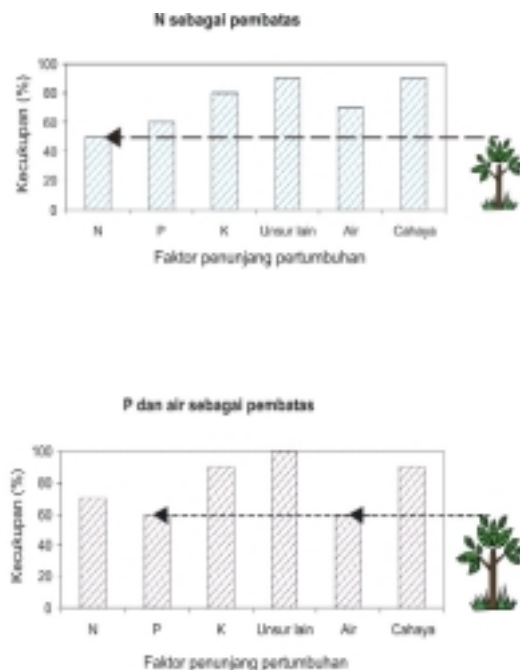 N sebagai pembatas
Kecukupan (%)
100
80
60
40
20
0
N P K Unsur lain Air Cahaya
Faktor penunjang pertumbuhan
P dan air sebagai pembatas
Kecukupan (%)
100
80
60
40
20
0
N P K Unsur lain Air Cahaya
Faktor penunjang pertumbuhan